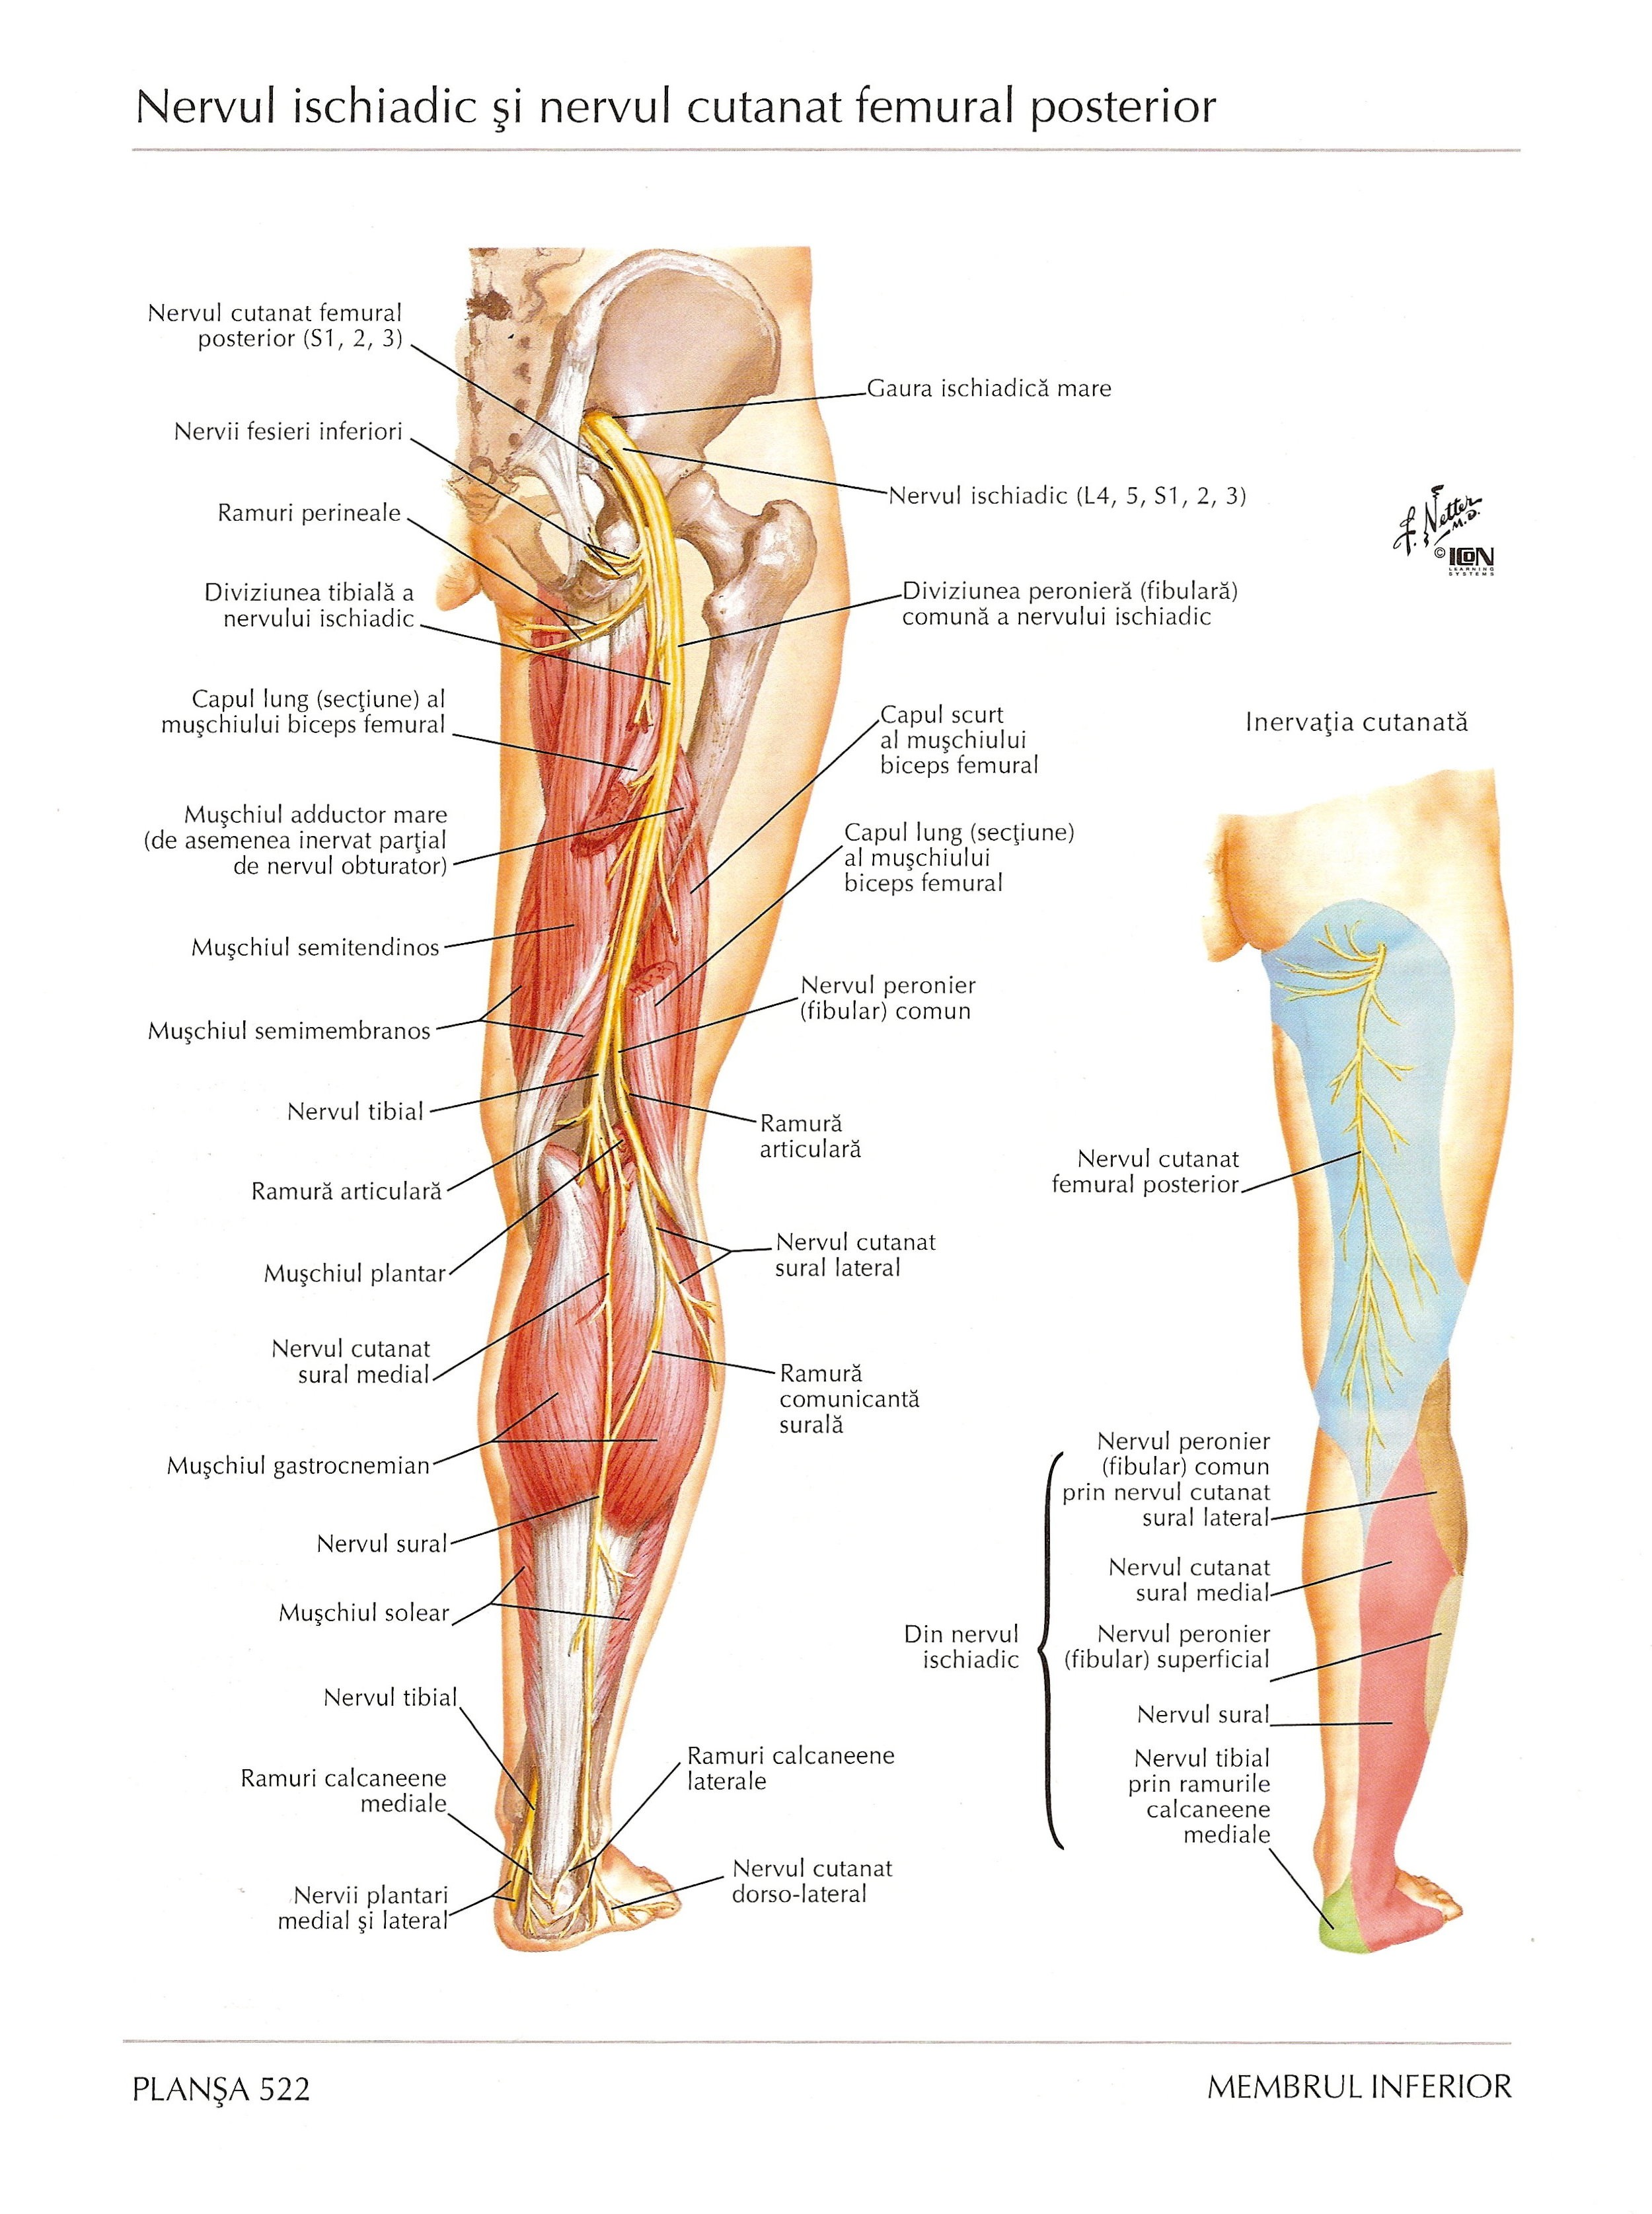 Nervul ischiadic şi nervul cutanat femural posterior
Nervul cutanat femural
posterior (S1, 2, 3)
Nervii fesieri inferiori
Ramuri perineale
Diviziunea tibială a
nervului ischiadic
Capul lung (secţiune) al
muşchiului biceps femural
Muşchiul adductor mare
(de asemenea inervat parţial
de nervul obturator)
Muşchiul semitendinos
Muşchiul semimembranos
Nervul tibial
Ramură articulară
Muşchiul plantar
Nervul cutanat
sural medial
Muşchiul gastrocnemian
Nervul sural
Muşchiul solear
Nervul tibial
Ramuri calcaneene
mediale
Nervii plantari
medial şi lateral
Gaura ischiadică mare
Nervul ischiadic (L4, 5, S1, 2, 3)
Diviziunea peronieră (fibulară)
comună a nervului ischiadic
Capul scurt
al muşchiului
biceps femural
Capul lung (secţiune)
al muşchiului
biceps femural
Nervul peronier
(fibular) comun
Ramură
articulară
Nervul cutanat
sural lateral
Ramură
comunicantă
surală
Ramuri calcaneene
laterale
Nervul cutanat
dorso-lateral
F. Netter
M.D.
© ICON
LEARNING
SYSTEMS
Inervaţia cutanată
Nervul cutanat
femural posterior
Din nervul
ischiadic
Nervul peronier
(fibular) comun
prin nervul cutanat
sural lateral
Nervul cutanat
sural medial
Nervul peronier
(fibular) superficial
Nervul sural
Nervul tibial
prin ramurile
calcaneene
mediale
PLANŞA 522
MEMBRUL INFERIOR